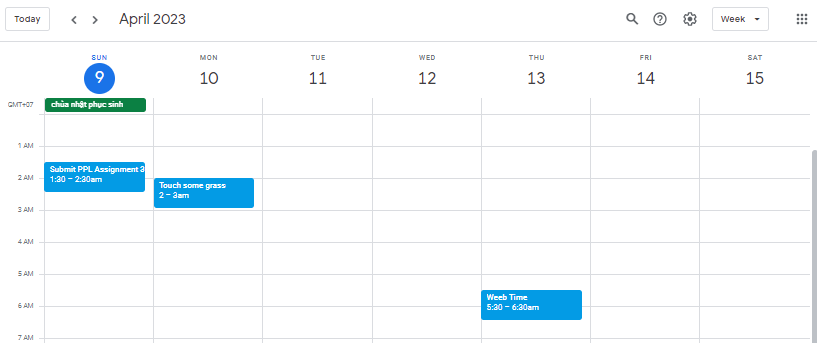 Today
April 2023
Week
SUN MON TUE WED THU FRI SAT
9 10 11 12 13 14 15
GMT+07
chùa nhật phục sinh
1 AM
Submit PPL Assignment 3
1:30 – 2:30am
2 AM
Touch some grass
2 – 3am
3 AM
4 AM
5 AM
Weeb Time
5:30 – 6:30am
6 AM
7 AM